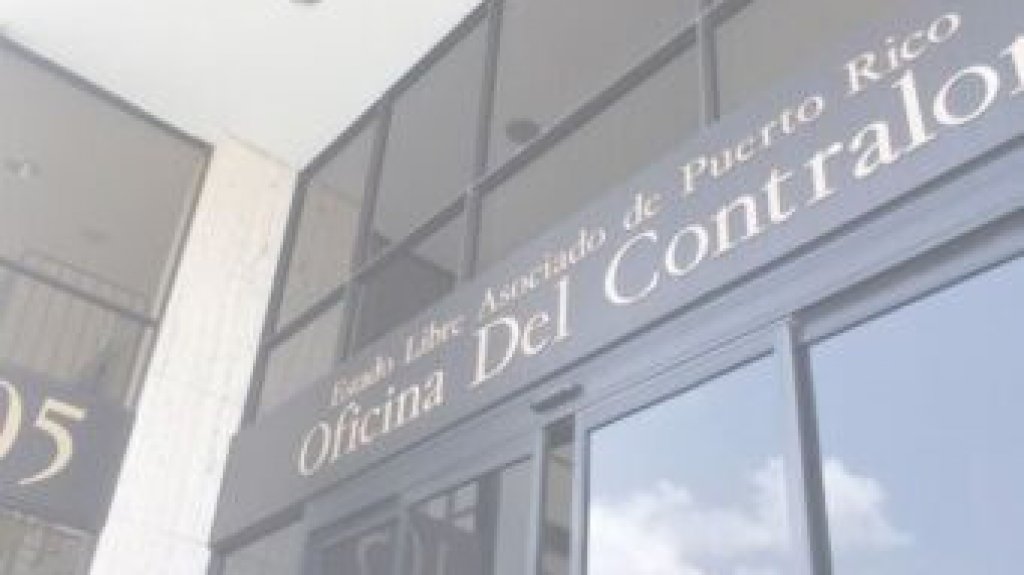 Estado Libre Asociado de Puerto Rico
Oficina Del Contralor
05